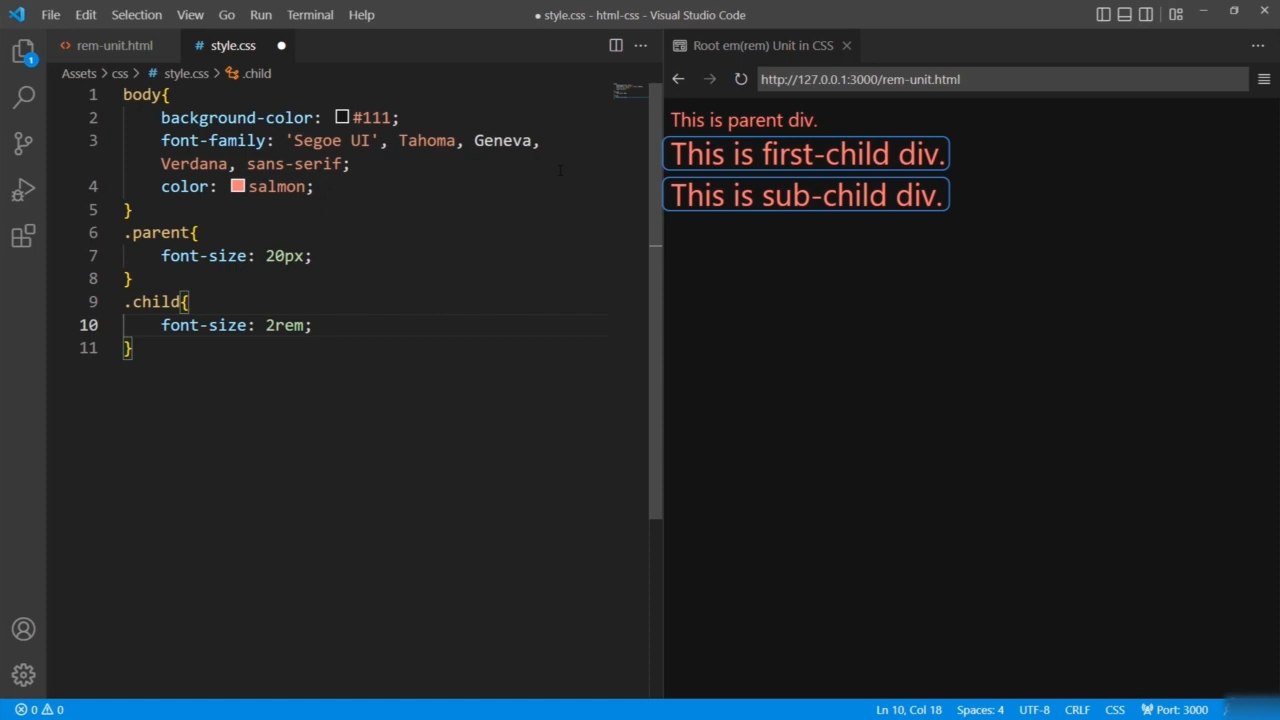 File Edit Selection View Go Run Terminal Help
● style.css - html-css - Visual Studio Code
rem-unit.html
# style.css ●
Assets > css > # style.css > .child
1 body{
2 background-color: #111;
3 font-family: 'Segoe UI', Tahoma, Geneva,
Verdana, sans-serif;
4 color: salmon;
5 }
6 .parent{
7 font-size: 20px;
8 }
9 .child{
10 font-size: 2rem;
11 }
1
Root em(rem) Unit in CSS
http://127.0.0.1:3000/rem-unit.html
This is parent div.
This is first-child div.
This is sub-child div.
0 0
Ln 10, Col 18 Spaces: 4 UTF-8 CRLF CSS Port: 3000